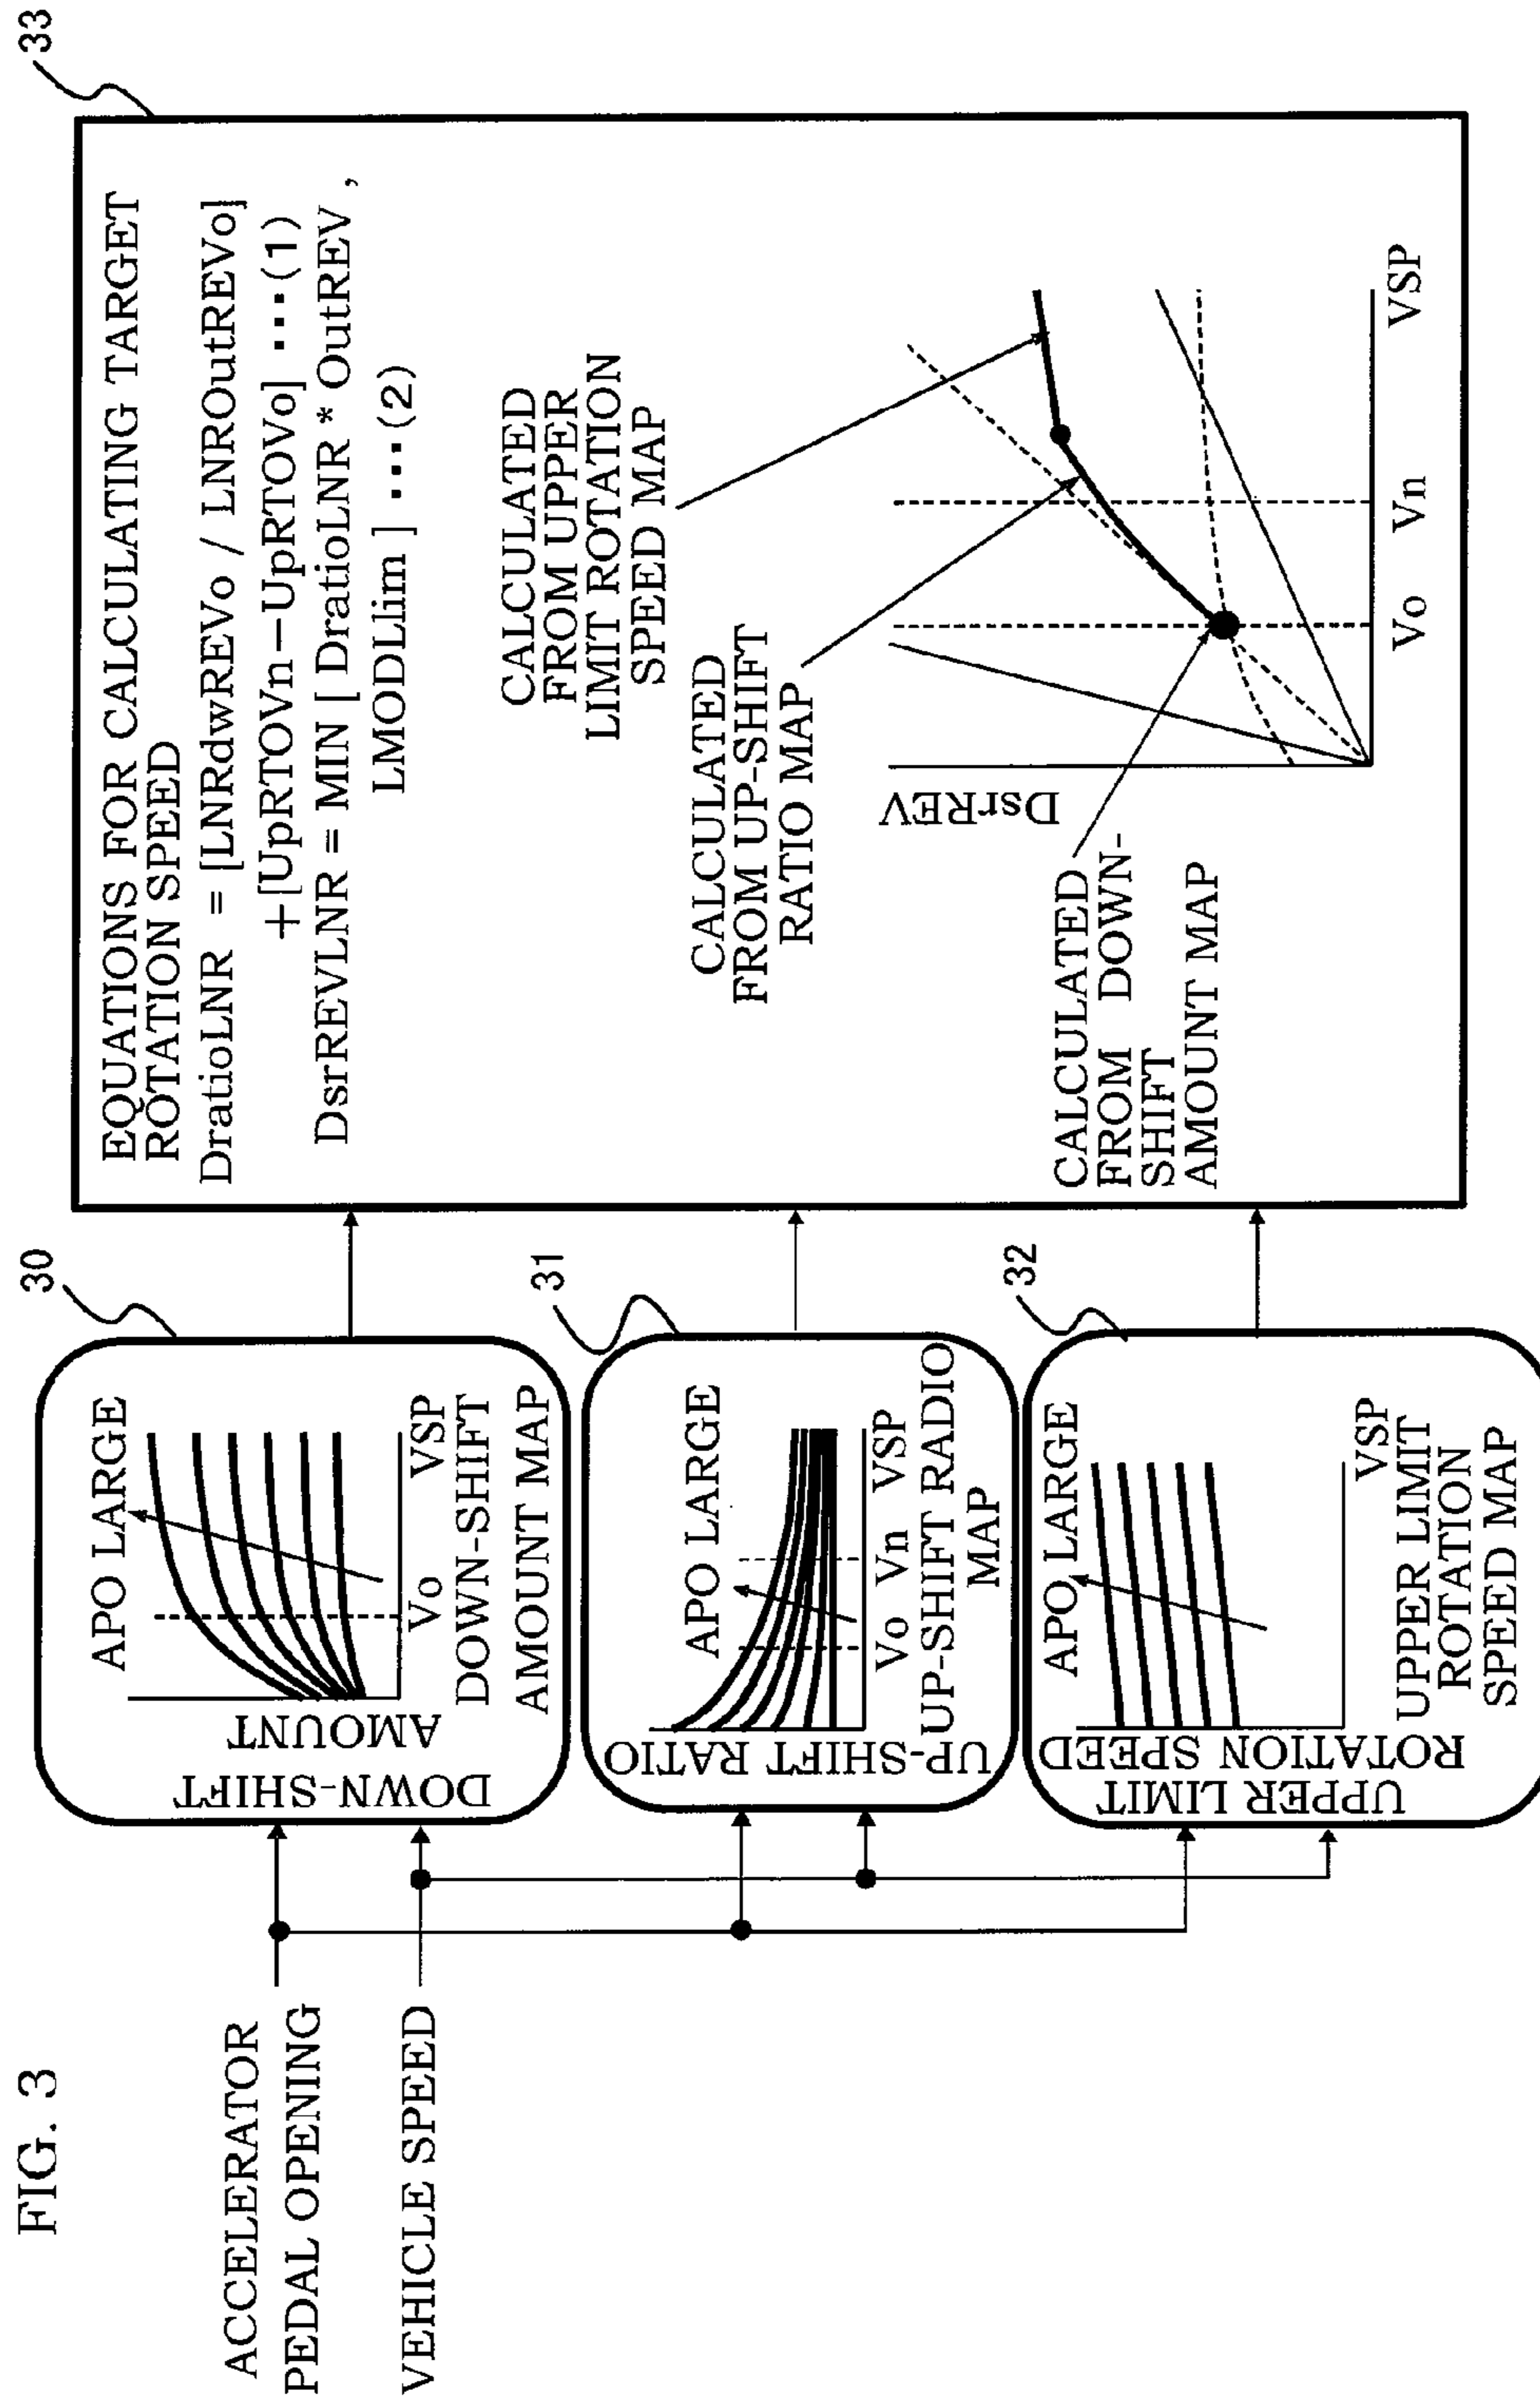 FIG. 3
ACCELERATOR
PEDAL OPENING
VEHICLE SPEED
30
APO LARGE
DOWN-SHIFT
AMOUNT
Vo
VSP
DOWN-SHIFT
AMOUNT MAP
31
APO LARGE
UP-SHIFT RATIO
Vo Vn VSP
UP-SHIFT RADIO
MAP
32
APO LARGE
UPPER LIMIT
ROTATION SPEED
VSP
UPPER LIMIT
ROTATION
SPEED MAP
33
EQUATIONS FOR CALCULATING TARGET
ROTATION SPEED
DratioLNR = [LNRdwREVo / LNROutREVo]
+[UpRTOVn−UpRTOVo] ···(1)
DsrREVLNR = MIN [ DratioLNR * OutREV ,
LMODLlim ] ···(2)
CALCULATED
FROM UPPER
LIMIT ROTATION
SPEED MAP
CALCULATED
FROM UP-SHIFT
RATIO MAP
CALCULATED
FROM DOWN-
SHIFT
AMOUNT MAP
DsrREV
Vo
Vn
VSP